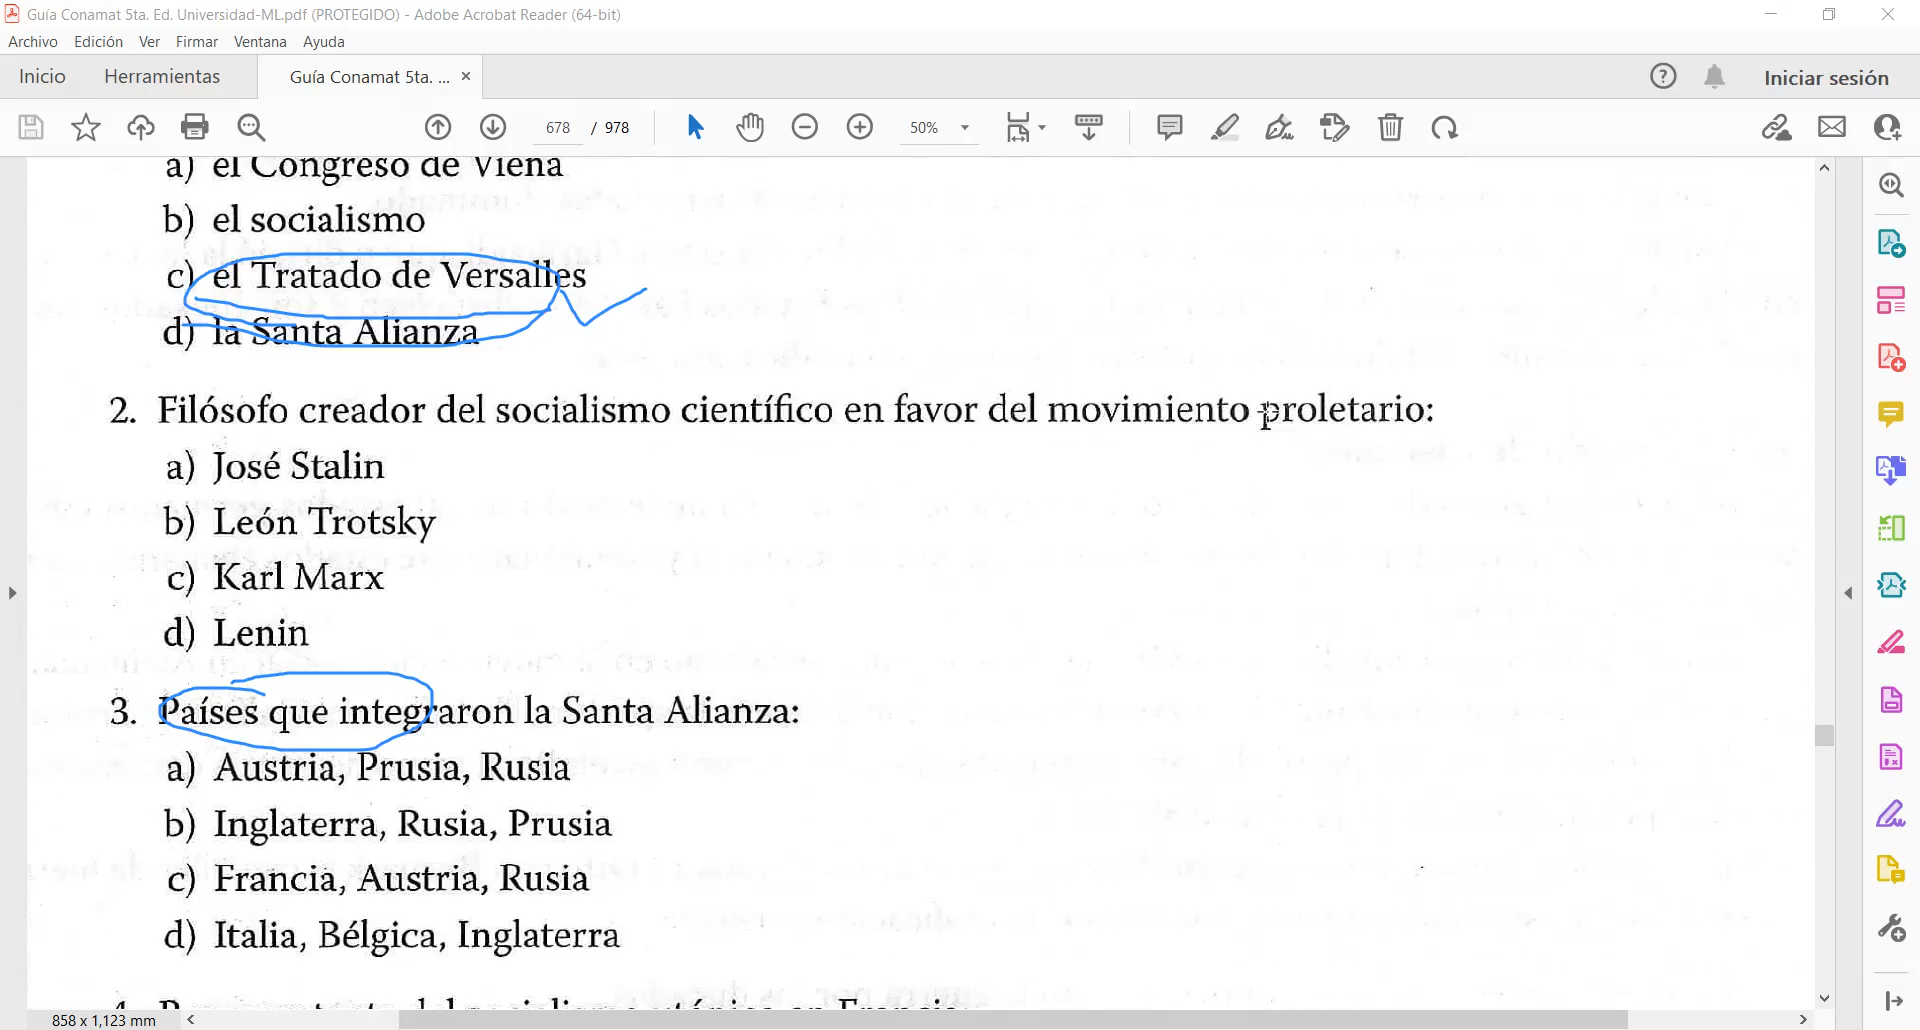 Guía Conamat 5ta. Ed. Universidad-ML.pdf (PROTEGIDO) - Adobe Acrobat Reader (64-bit)
Archivo Edición Ver Firmar Ventana Ayuda
Inicio Herramientas Guía Conamat 5ta. ... × Iniciar sesión
678 / 978 50%
a) el Congreso de Viena
b) el socialismo
c) el Tratado de Versalles
d) la Santa Alianza
2. Filósofo creador del socialismo científico en favor del movimiento proletario:
a) José Stalin
b) León Trotsky
c) Karl Marx
d) Lenin
3. Países que integraron la Santa Alianza:
a) Austria, Prusia, Rusia
b) Inglaterra, Rusia, Prusia
c) Francia, Austria, Rusia
d) Italia, Bélgica, Inglaterra
858 x 1,123 mm